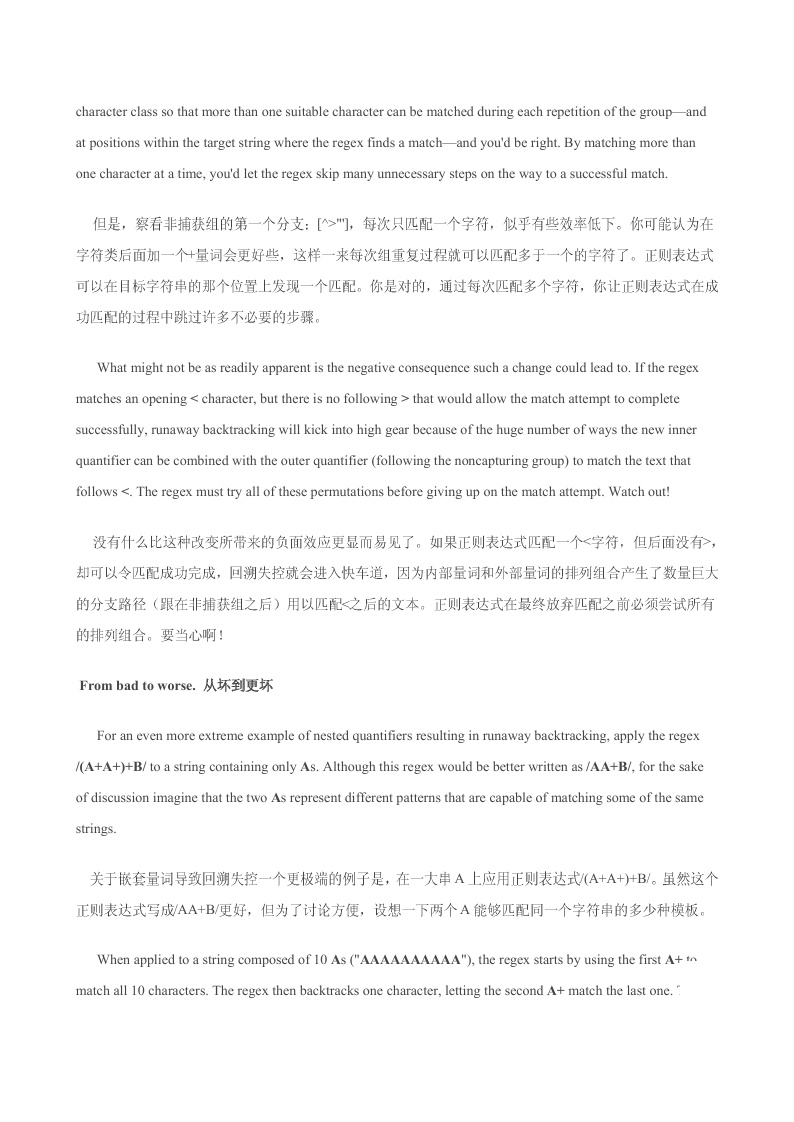 character class so that more than one suitable character can be matched during each repetition of the group—and
at positions within the target string where the regex finds a match—and you'd be right. By matching more than
one character at a time, you'd let the regex skip many unnecessary steps on the way to a successful match.
但是，察看非捕获组的第一个分支：[^>"']，每次只匹配一个字符，似乎有些效率低下。你可能认为在
字符类后面加一个+量词会更好些，这样一来每次组重复过程就可以匹配多于一个的字符了。正则表达式
可以在目标字符串的那个位置上发现一个匹配。你是对的，通过每次匹配多个字符，你让正则表达式在成
功匹配的过程中跳过许多不必要的步骤。
What might not be as readily apparent is the negative consequence such a change could lead to. If the regex
matches an opening < character, but there is no following > that would allow the match attempt to complete
successfully, runaway backtracking will kick into high gear because of the huge number of ways the new inner
quantifier can be combined with the outer quantifier (following the noncapturing group) to match the text that
follows <. The regex must try all of these permutations before giving up on the match attempt. Watch out!
没有什么比这种改变所带来的负面效应更显而易见了。如果正则表达式匹配一个<字符，但后面没有>，
却可以令匹配成功完成，回溯失控就会进入快车道，因为内部量词和外部量词的排列组合产生了数量巨大
的分支路径（跟在非捕获组之后）用以匹配<之后的文本。正则表达式在最终放弃匹配之前必须尝试所有
的排列组合。要当心啊！
From bad to worse. 从坏到更坏
For an even more extreme example of nested quantifiers resulting in runaway backtracking, apply the regex
/(A+A+)+B/ to a string containing only As. Although this regex would be better written as /AA+B/, for the sake
of discussion imagine that the two As represent different patterns that are capable of matching some of the same
strings.
关于嵌套量词导致回溯失控一个更极端的例子是，在一大串 A 上应用正则表达式/(A+A+)+B/。虽然这个
正则表达式写成/AA+B/更好，但为了讨论方便，设想一下两个 A 能够匹配同一个字符串的多少种模板。
When applied to a string composed of 10 As ("AAAAAAAAAA"), the regex starts by using the first A+ to
match all 10 characters. The regex then backtracks one character, letting the second A+ match the last one.